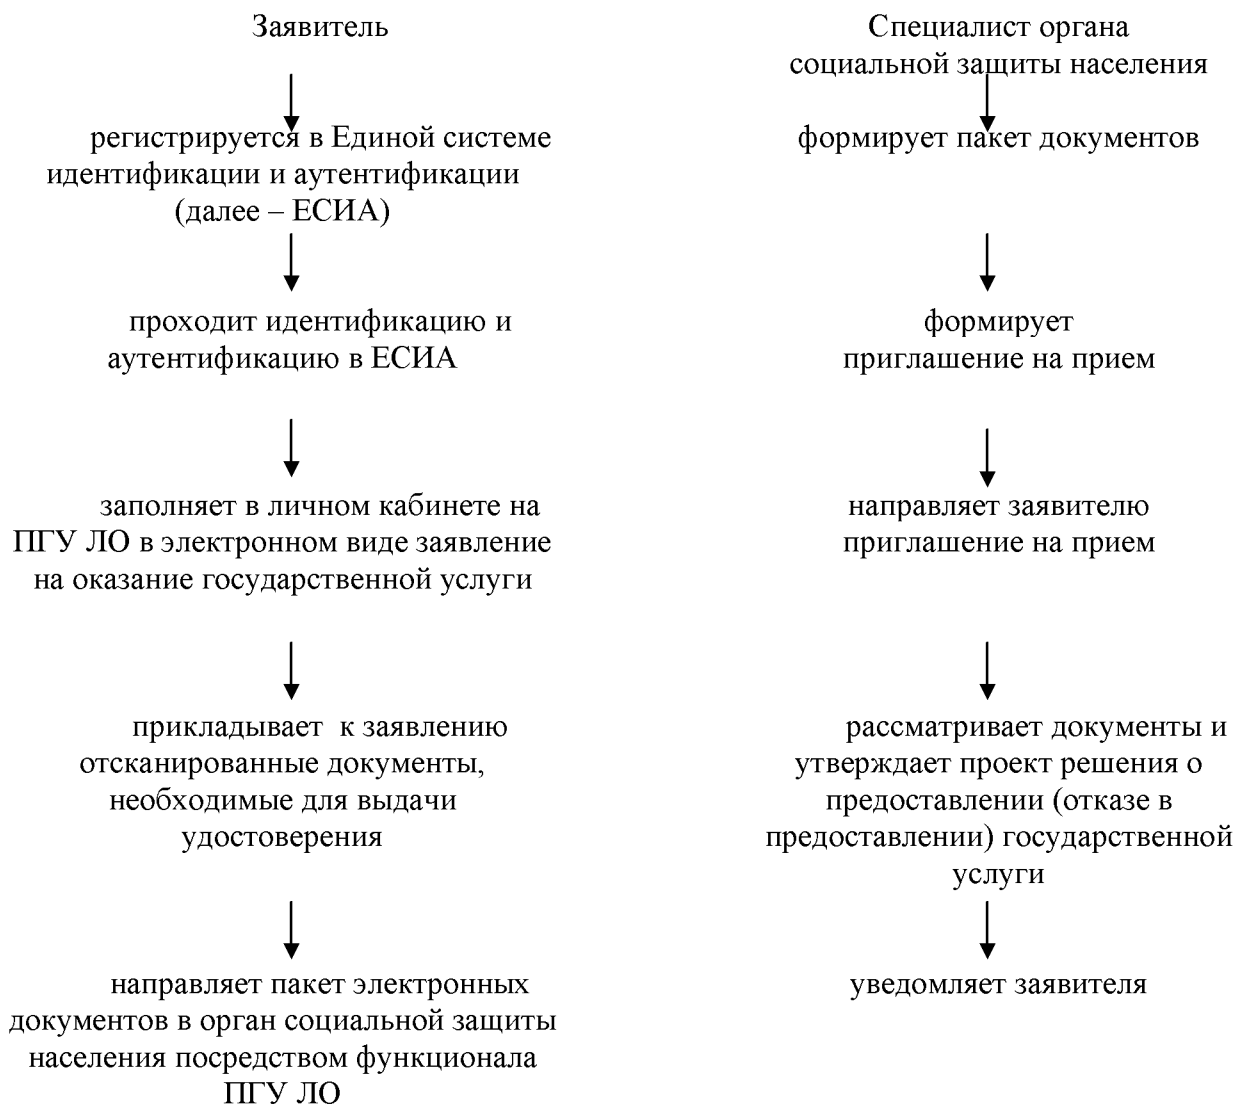 Заявитель
регистрируется в Единой системе
идентификации и аутентификации
(далее – ЕСИА)
проходит идентификацию и
аутентификацию в ЕСИА
заполняет в личном кабинете на
ПГУ ЛО в электронном виде заявление
на оказание государственной услуги
прикладывает к заявлению
отсканированные документы,
необходимые для выдачи
удостоверения
направляет пакет электронных
документов в орган социальной защиты
населения посредством функционала
ПГУ ЛО
Специалист органа
социальной защиты населения
формирует пакет документов
формирует
приглашение на прием
направляет заявителю
приглашение на прием
рассматривает документы и
утверждает проект решения о
предоставлении (отказе в
предоставлении) государственной
услуги
уведомляет заявителя